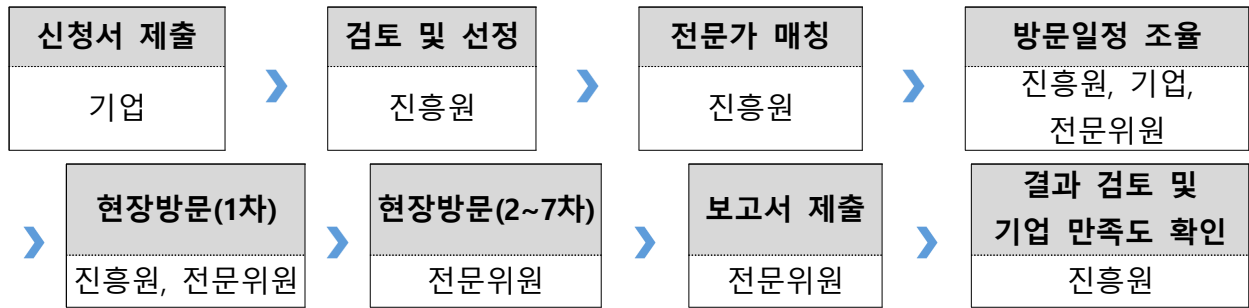 신청서 제출
기업
검토 및 선정
진흥원
전문가 매칭
진흥원
방문일정 조율
진흥원, 기업,
전문위원
현장방문(1차)
진흥원, 전문위원
현장방문(2~7차)
전문위원
보고서 제출
전문위원
결과 검토 및
기업 만족도 확인
진흥원